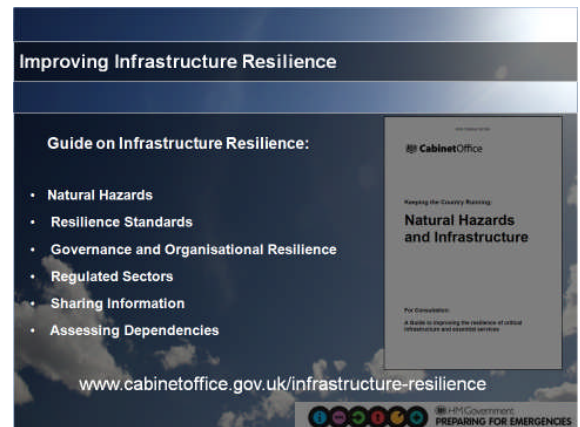 Improving Infrastructure Resilience
Guide on Infrastructure Resilience:
• Natural Hazards
• Resilience Standards
• Governance and Organisational Resilience
• Regulated Sectors
• Sharing Information
• Assessing Dependencies
CabinetOffice
Keeping the Country Running:
Natural Hazards
and Infrastructure
For Consultation:
A Guide to improving the resilience of critical
infrastructure and essential services
www.cabinetoffice.gov.uk/infrastructure-resilience
HM Government
PREPARING FOR EMERGENCIES